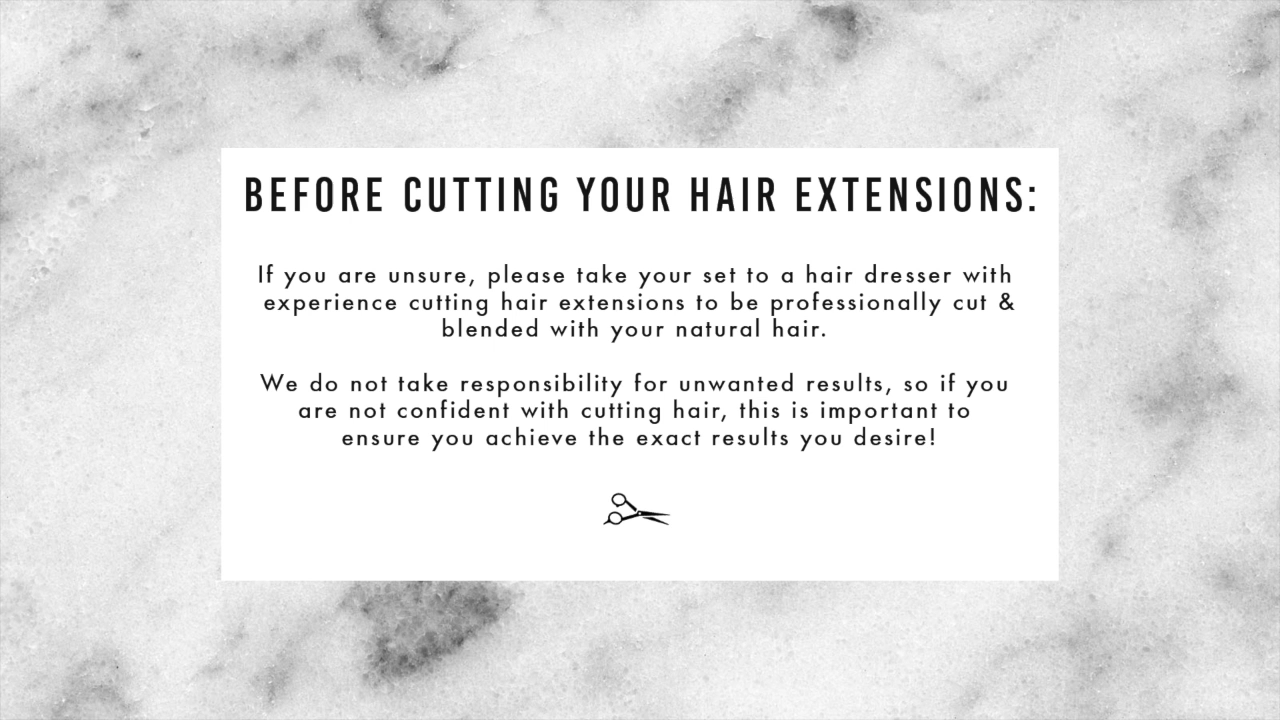 BEFORE CUTTING YOUR HAIR EXTENSIONS:
If you are unsure, please take your set to a hair dresser with
experience cutting hair extensions to be professionally cut &
blended with your natural hair.
We do not take responsibility for unwanted results, so if you
are not confident with cutting hair, this is important to
ensure you achieve the exact results you desire!